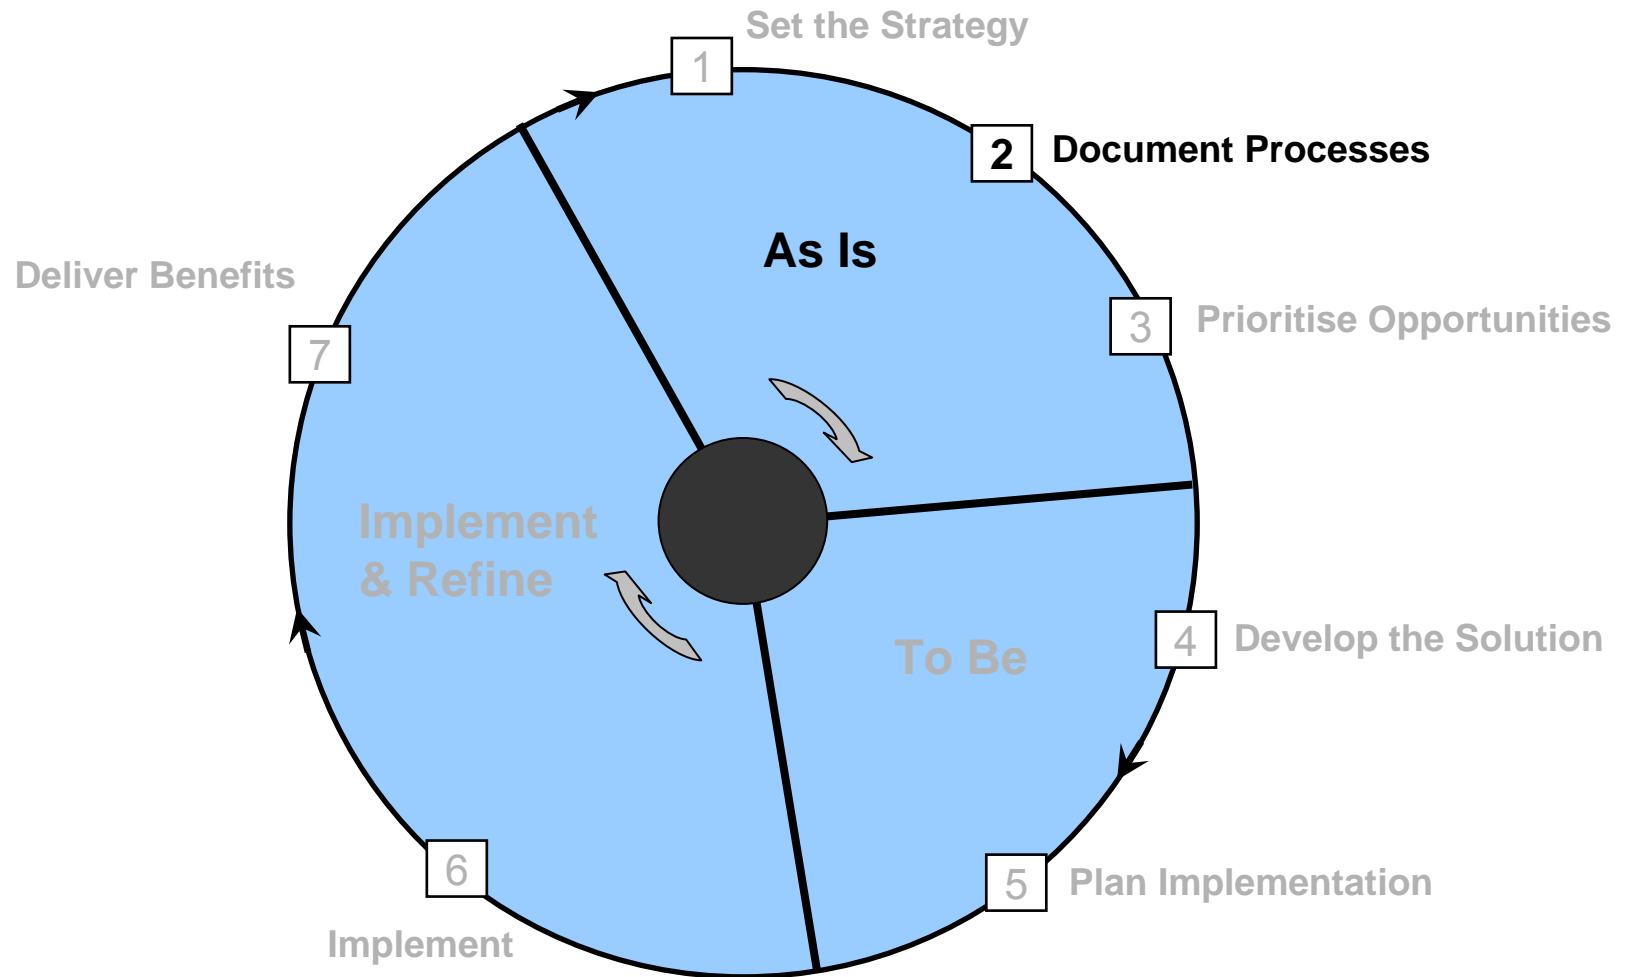 1 Set the Strategy
2 Document Processes
As Is
Deliver Benefits
7
3 Prioritise Opportunities
Implement
& Refine
To Be
4 Develop the Solution
6
5 Plan Implementation
Implement